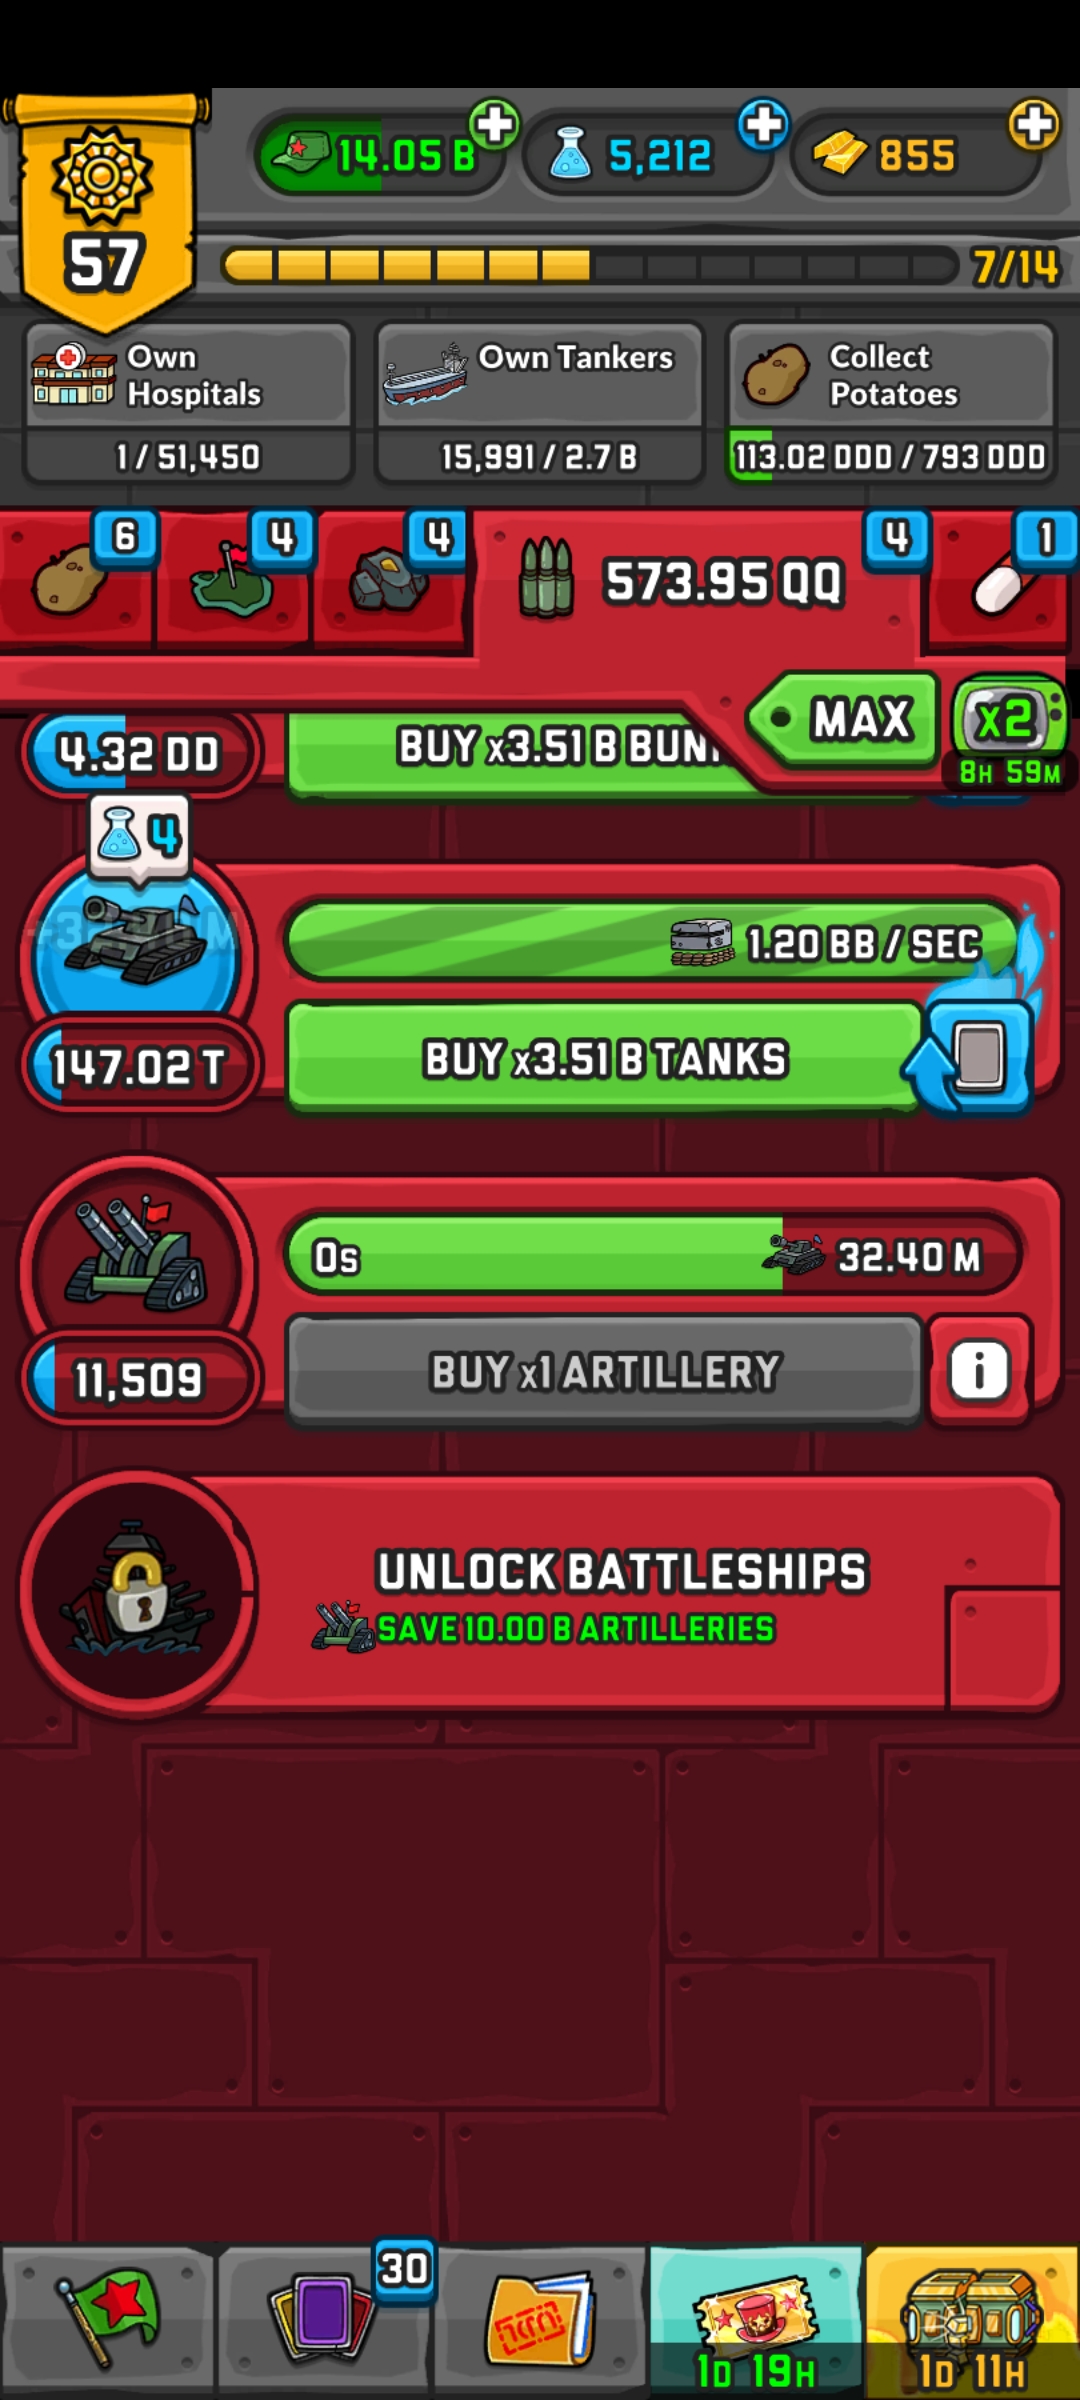 14.05 B
5,212
855
57
7/14
Own
Hospitals
1 / 51,450
Own Tankers
15,991 / 2.7 B
Collect
Potatoes
113.02 DDD / 793 DDD
6
4
4
573.95 QQ
4
1
MAX
x2
8H 59M
4.32 DD
BUY x3.51 B
4
1.20 BB / SEC
147.02 T
BUY x3.51 B TANKS
0s
32.40 M
11,509
BUY x1 ARTILLERY
i
UNLOCK BATTLESHIPS
SAVE 10.00 B ARTILLERIES
30
1D 19H
1D 11H